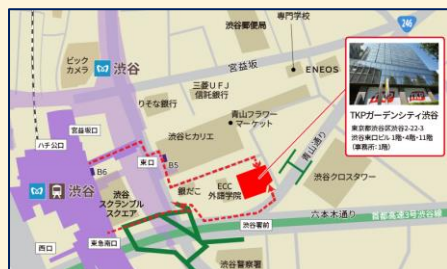 専門学校
渋谷郵便局
246
ビック
カメラ
渋谷
宮益坂
ENEOS
三菱UFJ
信託銀行
りそな銀行
青山フラワー
マーケット
宮益坂口
渋谷ヒカリエ
青山通り
TKPガーデンシティ渋谷
東京都渋谷区渋谷2-22-3
渋谷東口ビル 1階・4階・11階
(事務所:1階)
ハチ公口
東口
B5
B6
銀だこ
ECC
外語学院
渋谷クロスタワー
渋谷
渋谷
スクランブル
スクエア
六本木通り
首都高速3号渋谷線
渋谷署前
東急南口
西口
渋谷警察署